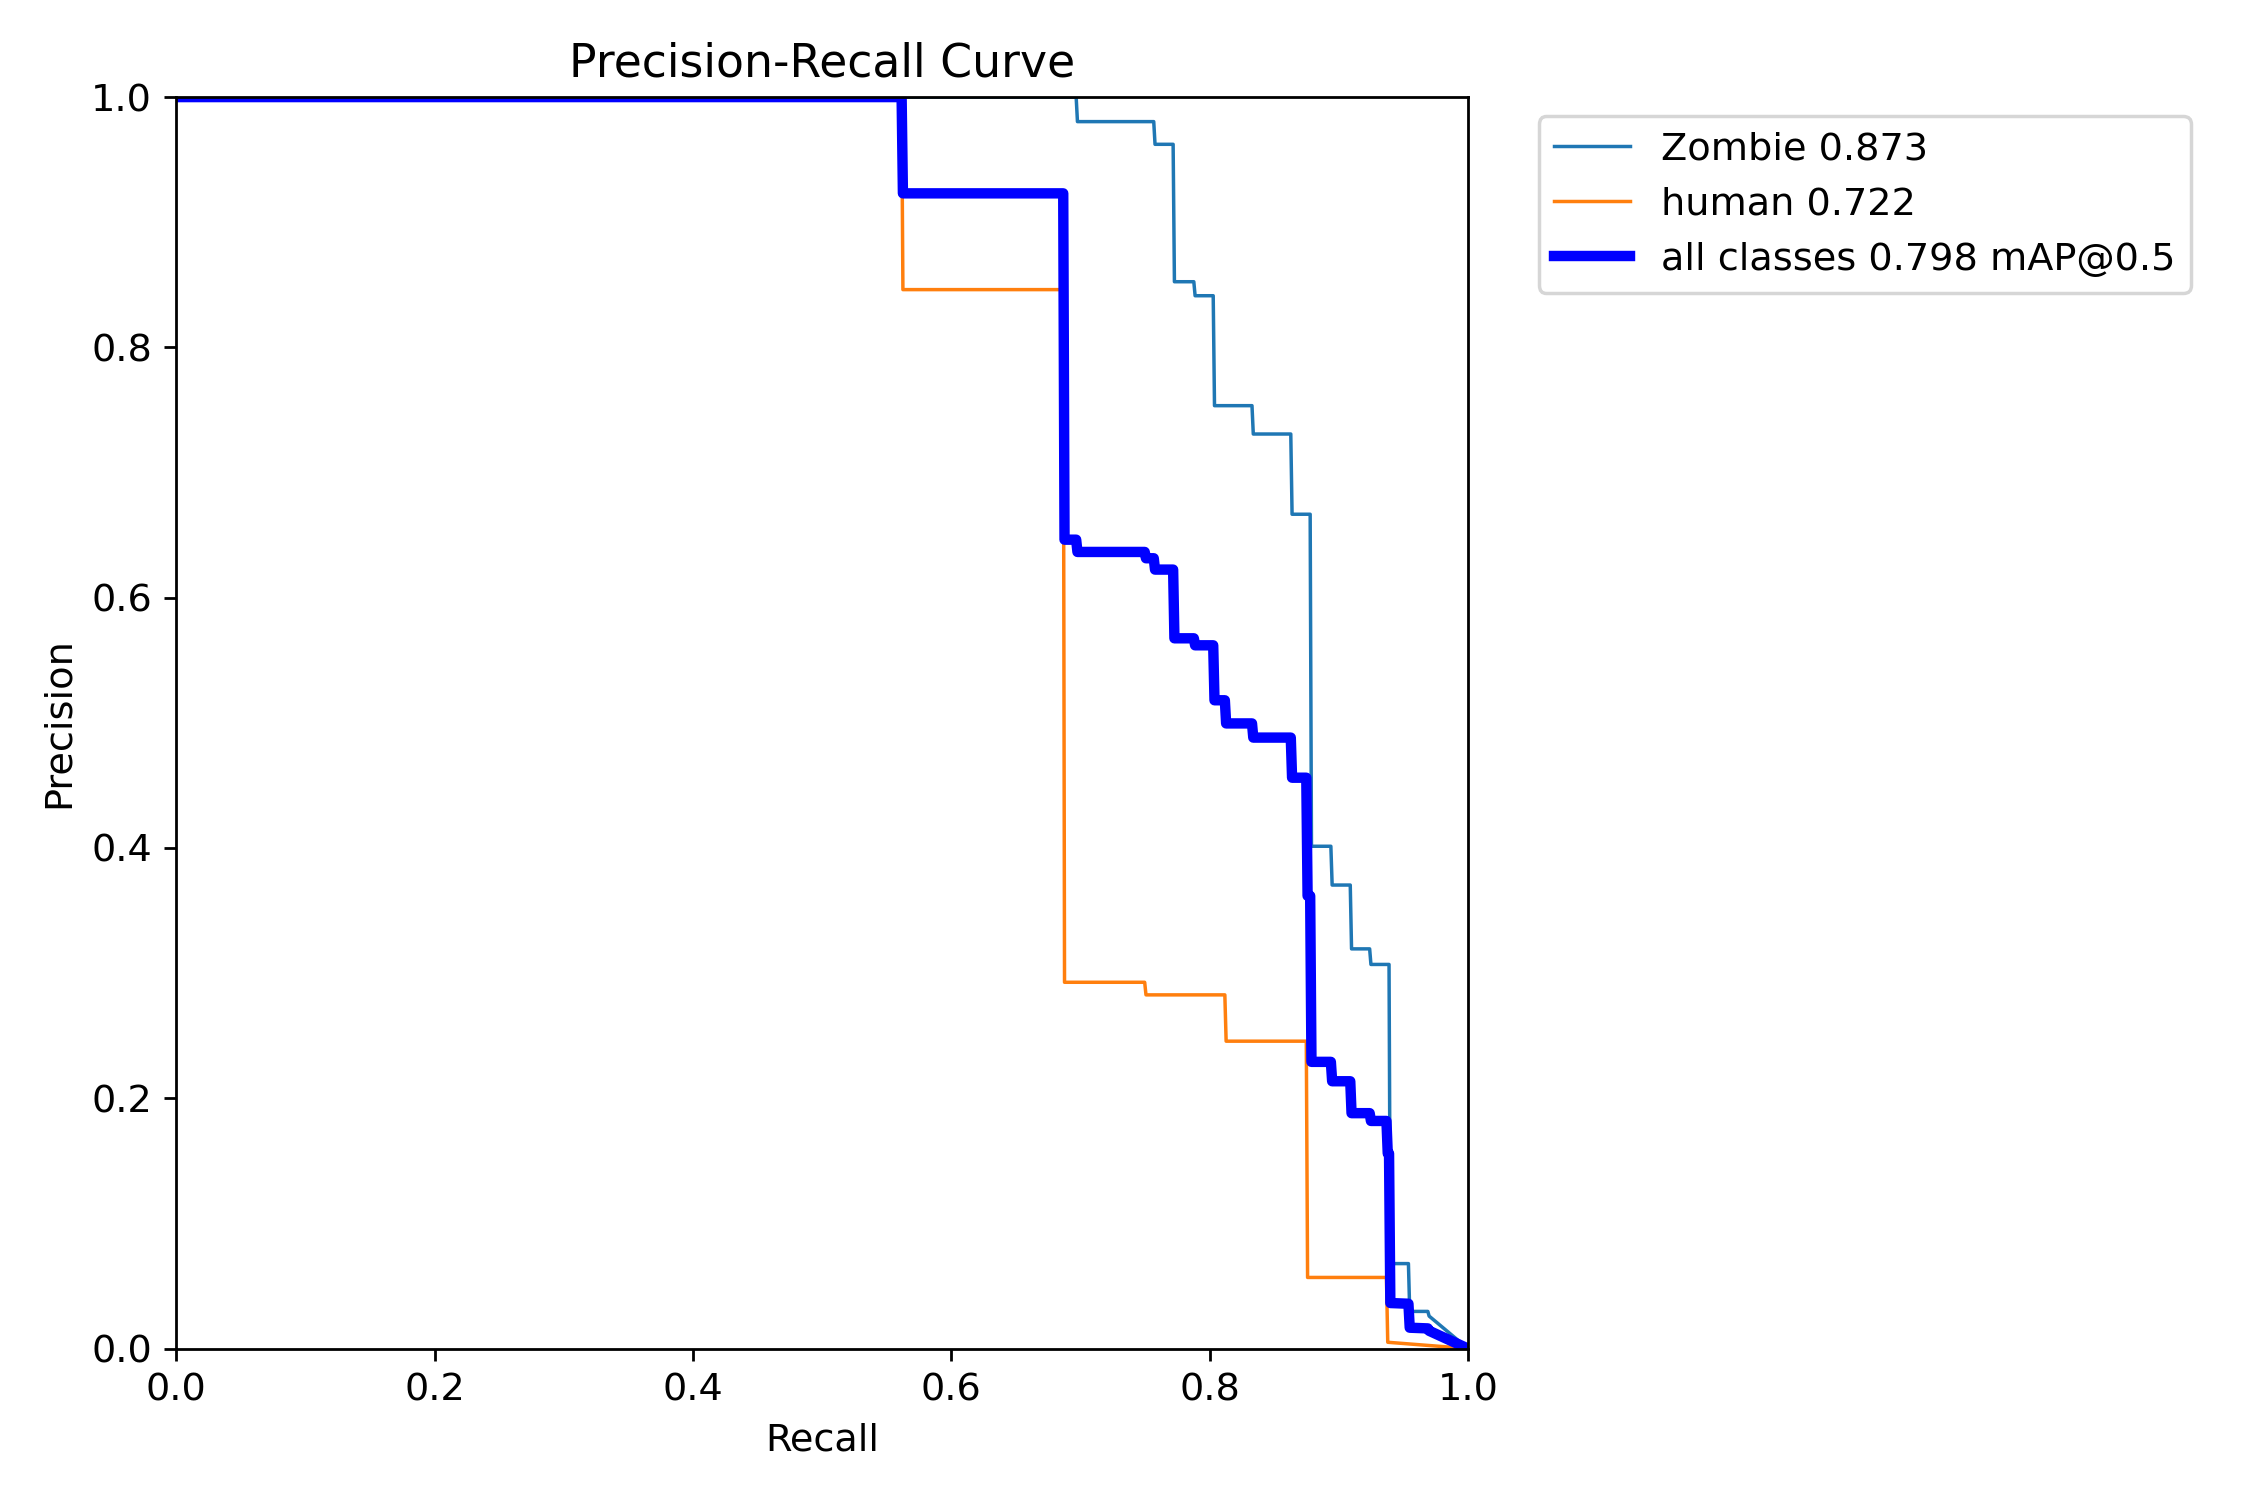 Precision-Recall Curve
1.0
0.8
0.6
0.4
0.2
0.0
Precision
0.0 0.2 0.4 0.6 0.8 1.0
Recall
Zombie 0.873
human 0.722
all classes 0.798 mAP@0.5